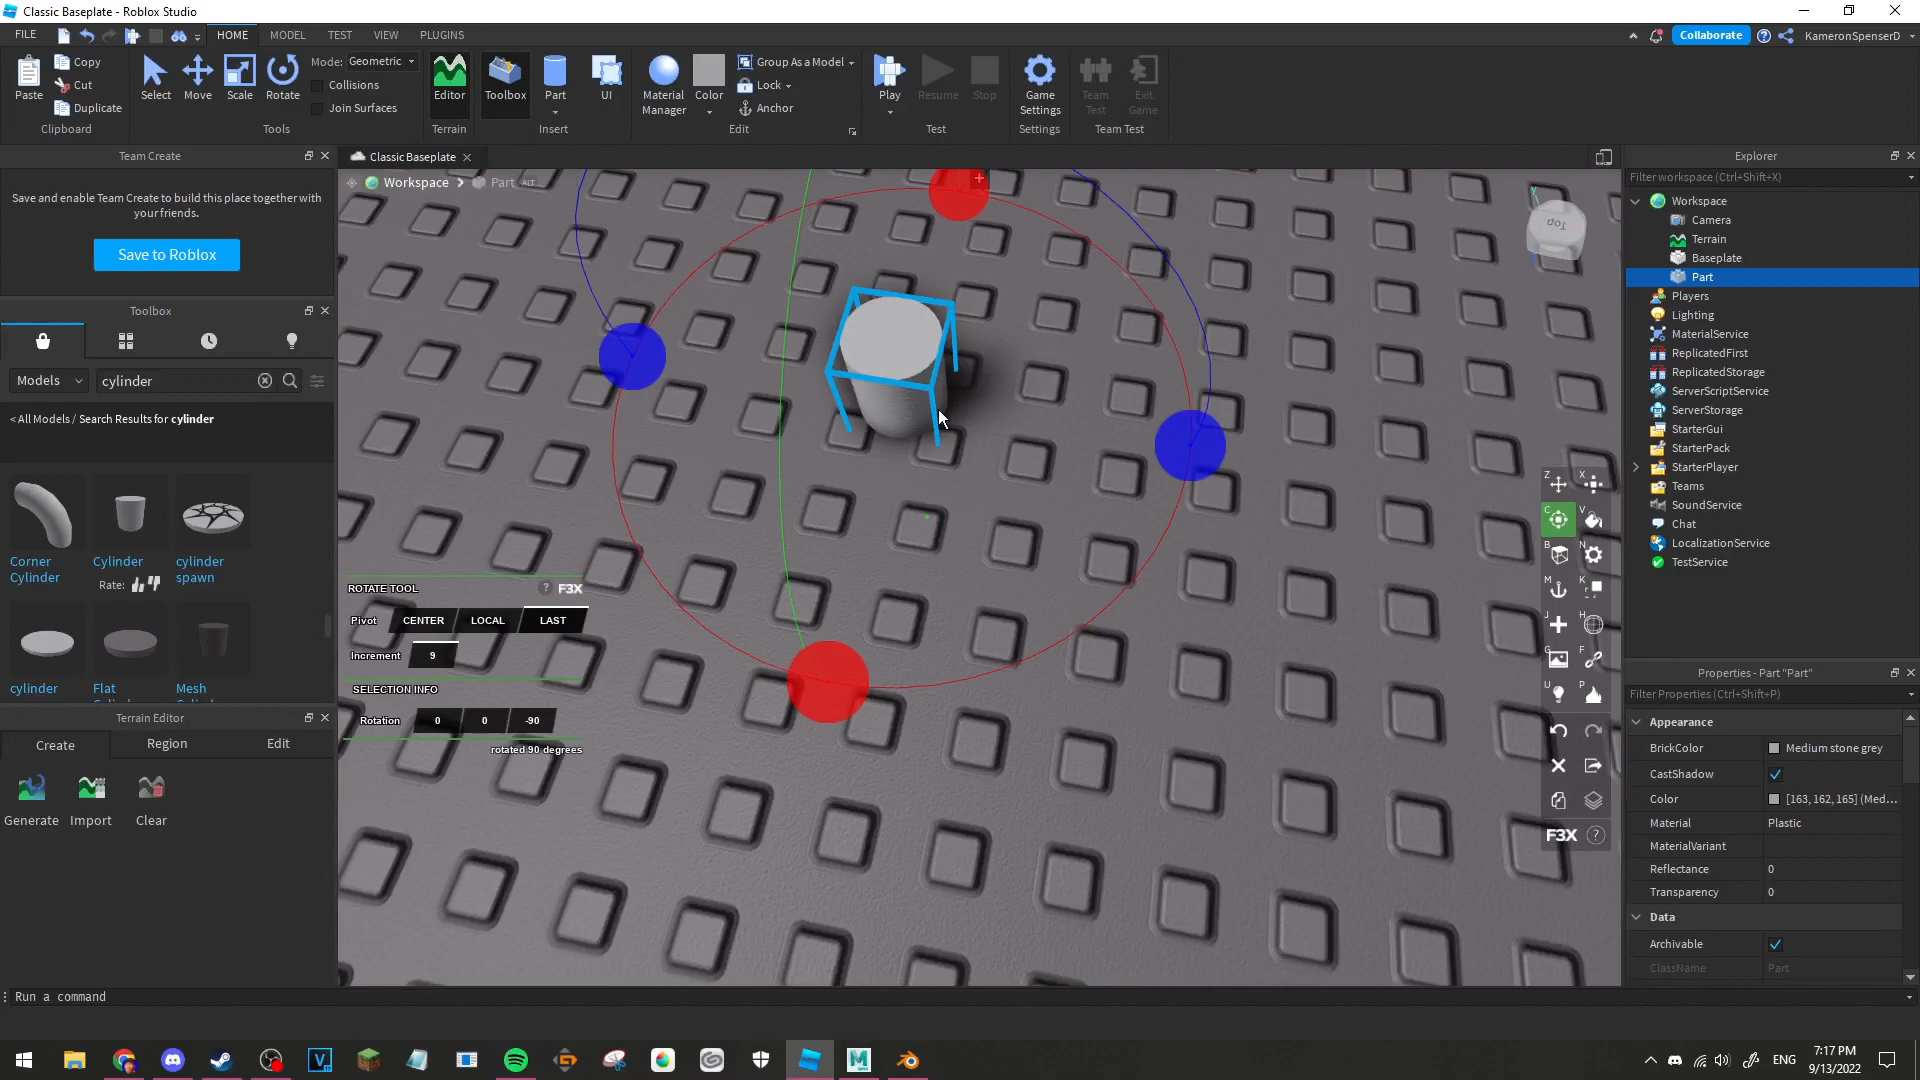 Classic Baseplate - Roblox Studio
FILE HOME MODEL TEST VIEW PLUGINS
Collaborate KameronSpenserD
Paste Copy Cut Duplicate
Clipboard
Select Move Scale Rotate
Mode: Geometric
Collisions
Join Surfaces
Tools
Editor
Terrain
Toolbox Part UI
Insert
Material Manager Color
Group As a Model
Lock
Anchor
Edit
Play Resume Stop
Test
Game Settings
Settings
Team Test Exit Game
Team Test
Team Create
Save and enable Team Create to build this place together with your friends.
Save to Roblox
Toolbox
Models cylinder
< All Models / Search Results for cylinder
Corner Cylinder
Cylinder
Rate:
cylinder spawn
cylinder
Flat
Mesh
Terrain Editor
Create Region Edit
Generate Import Clear
Run a command
Classic Baseplate
Workspace Part ALT
Top
ROTATE TOOL ? F3X
Pivot CENTER LOCAL LAST
Increment 9
SELECTION INFO
Rotation 0 0 -90
rotated 90 degrees
Z X
C V
B N
M K
J H
G F
U P
F3X ?
Explorer
Filter workspace (Ctrl+Shift+X)
Workspace
Camera
Terrain
Baseplate
Part
Players
Lighting
MaterialService
ReplicatedFirst
ReplicatedStorage
ServerScriptService
ServerStorage
StarterGui
StarterPack
StarterPlayer
Teams
SoundService
Chat
LocalizationService
TestService
Properties - Part "Part"
Filter Properties (Ctrl+Shift+P)
Appearance
BrickColor Medium stone grey
CastShadow
Color [163, 162, 165] (Med...
Material Plastic
MaterialVariant
Reflectance 0
Transparency 0
Data
Archivable
ClassName Part
ENG
7:17 PM
9/13/2022